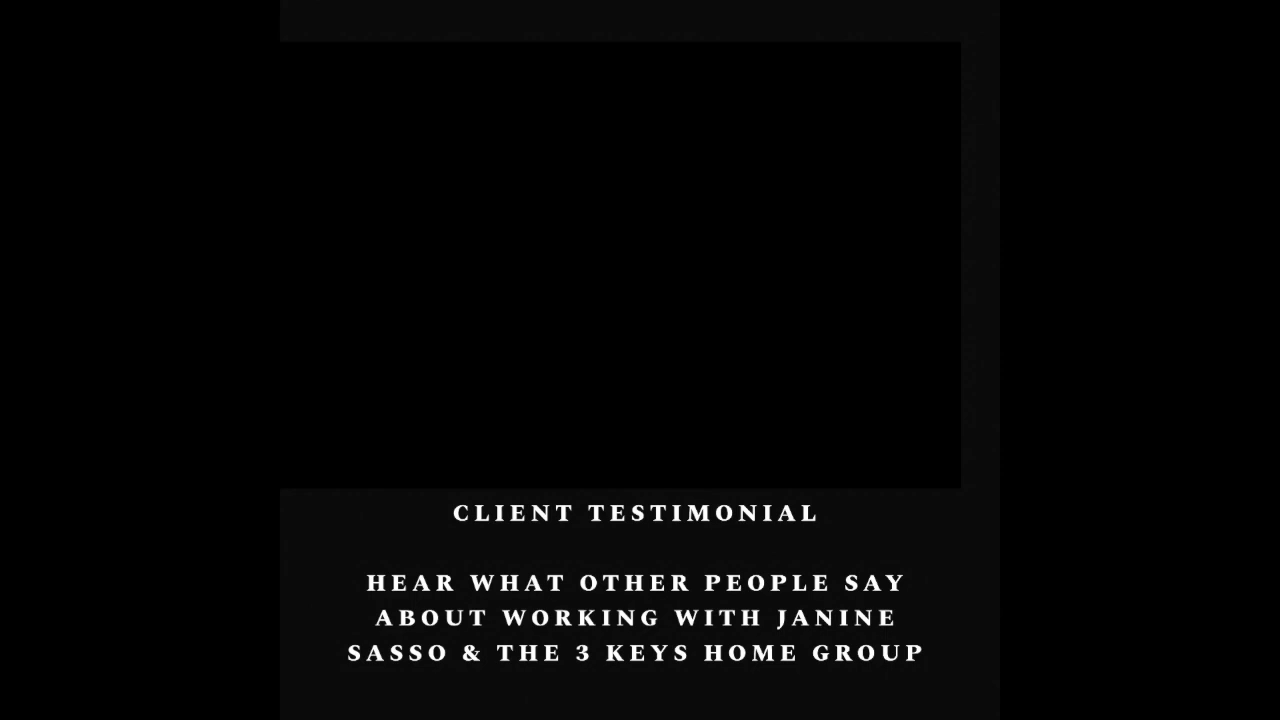 CLIENT TESTIMONIAL
HEAR WHAT OTHER PEOPLE SAY
ABOUT WORKING WITH JANINE
SASSO & THE 3 KEYS HOME GROUP